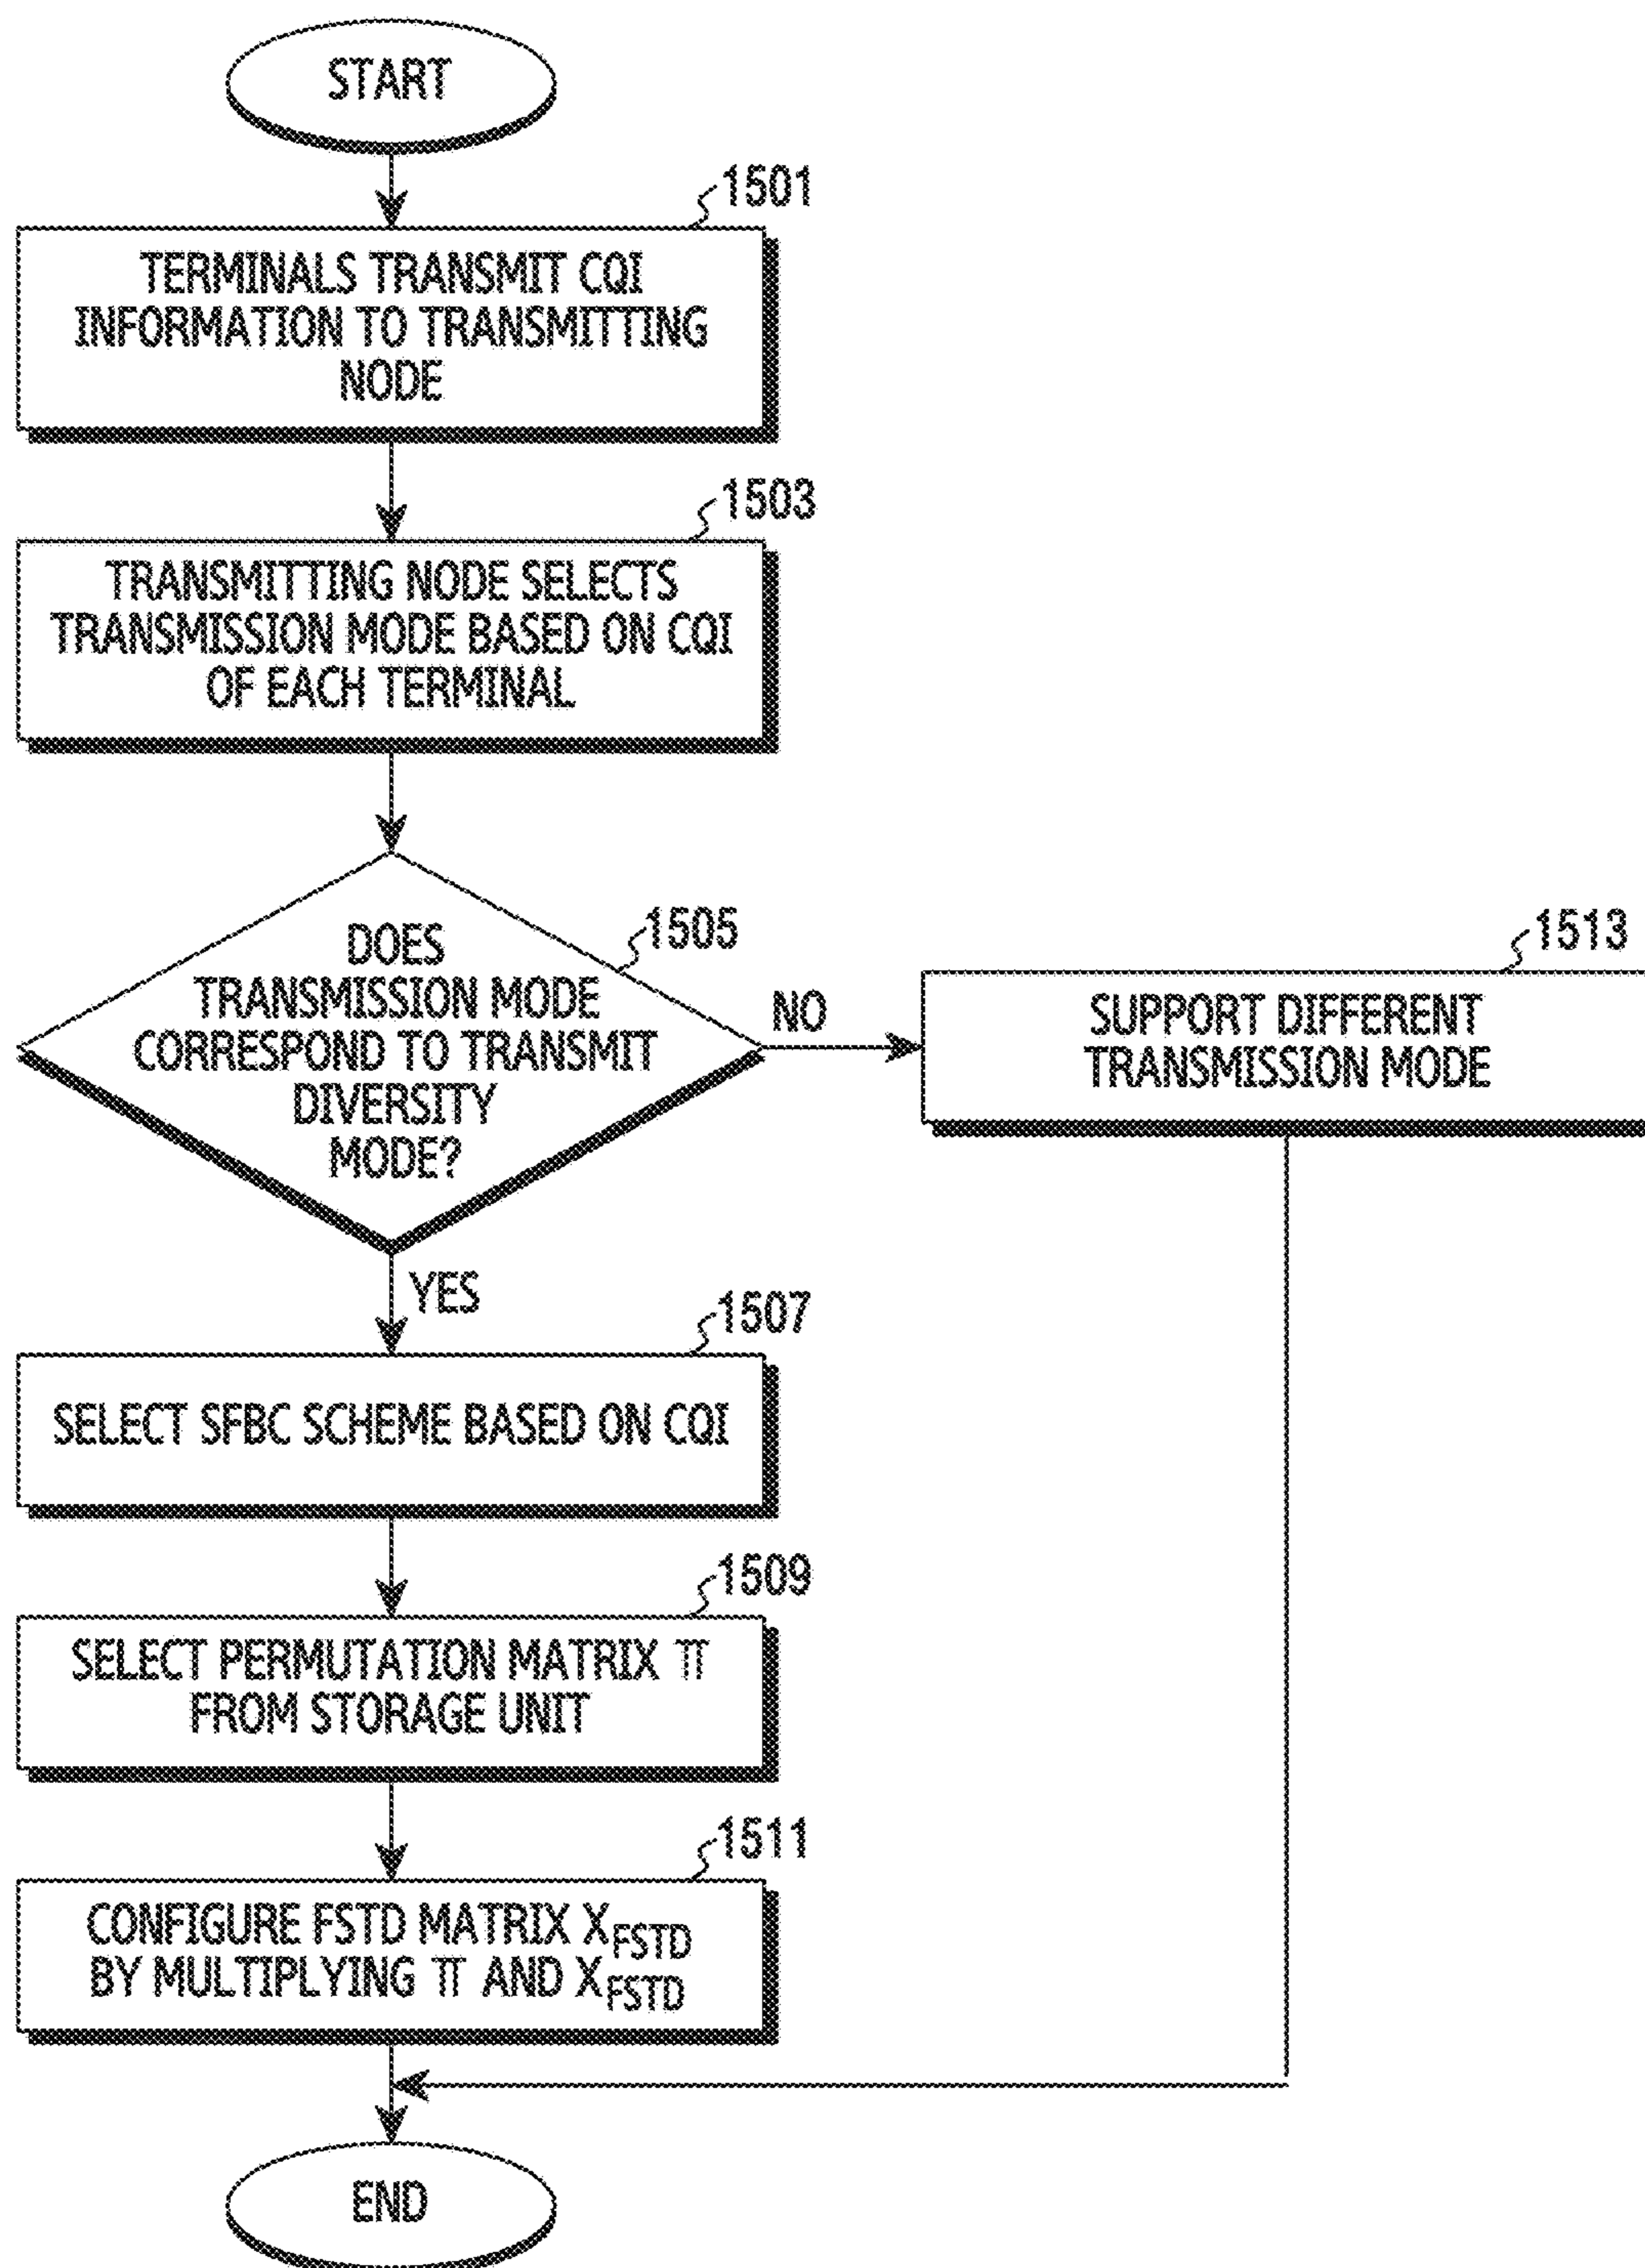 START
1501
TERMINALS TRANSMIT CQI
INFORMATION TO TRANSMITTING
NODE
1503
TRANSMITTING NODE SELECTS
TRANSMISSION MODE BASED ON CQI
OF EACH TERMINAL
1505
DOES
TRANSMISSION MODE
CORRESPOND TO TRANSMIT
DIVERSITY
MODE?
NO
1513
SUPPORT DIFFERENT
TRANSMISSION MODE
YES
1507
SELECT SFBC SCHEME BASED ON CQI
1509
SELECT PERMUTATION MATRIX π
FROM STORAGE UNIT
1511
CONFIGURE FSTD MATRIX X_FSTD
BY MULTIPLYING π AND X_FSTD
END